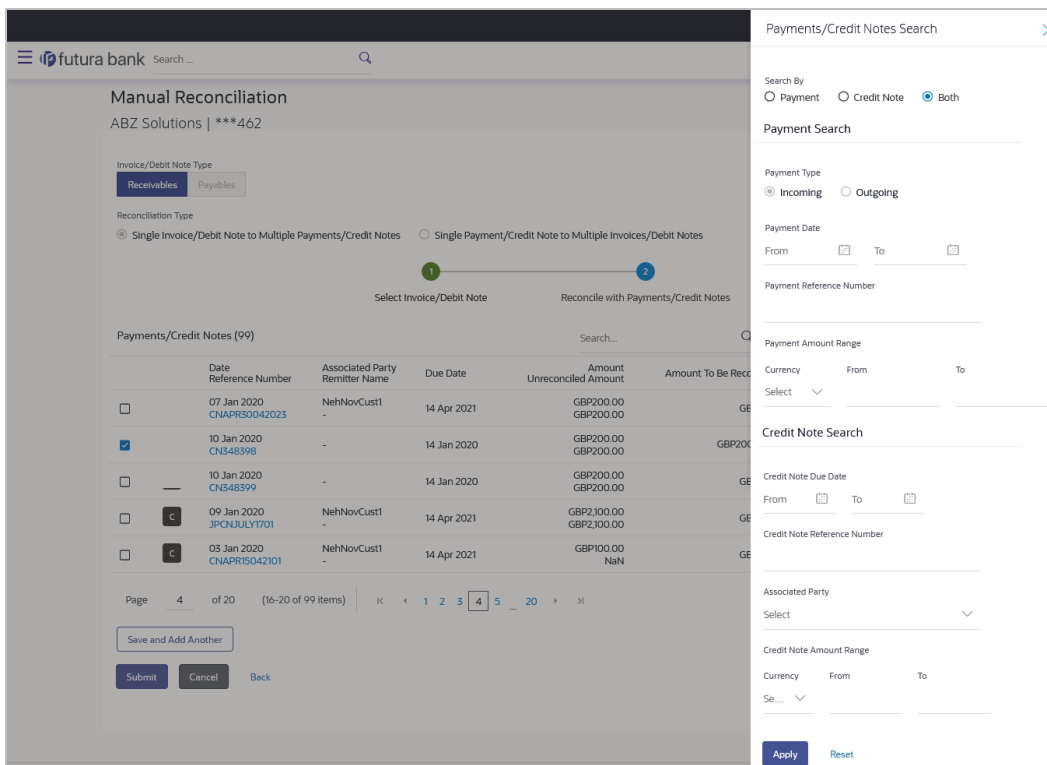 Payments/Credit Notes Search
futura bank Search ...
Manual Reconciliation
ABZ Solutions | ***462
Invoice/Debit Note Type
Receivables Payables
Reconciliation Type
Single Invoice/Debit Note to Multiple Payments/Credit Notes Single Payment/Credit Note to Multiple Invoices/Debit Notes
1 2
Select Invoice/Debit Note Reconcile with Payments/Credit Notes
Payments/Credit Notes (99) Search...
Date Associated Party Due Date Amount Amount To Be Reco
Reference Number Remitter Name Unreconciled Amount
07 Jan 2020 NehNovCust1 14 Apr 2021 GBP200.00 GB
CNAPR30042023 - GBP200.00
10 Jan 2020 - 14 Jan 2020 GBP200.00 GBP200
CN348398 GBP200.00
10 Jan 2020 - 14 Jan 2020 GBP200.00 GB
CN348399 GBP200.00
C 09 Jan 2020 NehNovCust1 14 Apr 2021 GBP2,100.00 GB
JPCNJULY1701 - GBP2,100.00
C 03 Jan 2020 NehNovCust1 14 Apr 2021 GBP100.00 GB
CNAPR15042101 - NaN
Page 4 of 20 (16-20 of 99 items) 1 2 3 4 5 ... 20
Save and Add Another
Submit Cancel Back
Search By
Payment Credit Note Both
Payment Search
Payment Type
Incoming Outgoing
Payment Date
From To
Payment Reference Number
Payment Amount Range
Currency From To
Select
Credit Note Search
Credit Note Due Date
From To
Credit Note Reference Number
Associated Party
Select
Credit Note Amount Range
Currency From To
Se...
Apply Reset